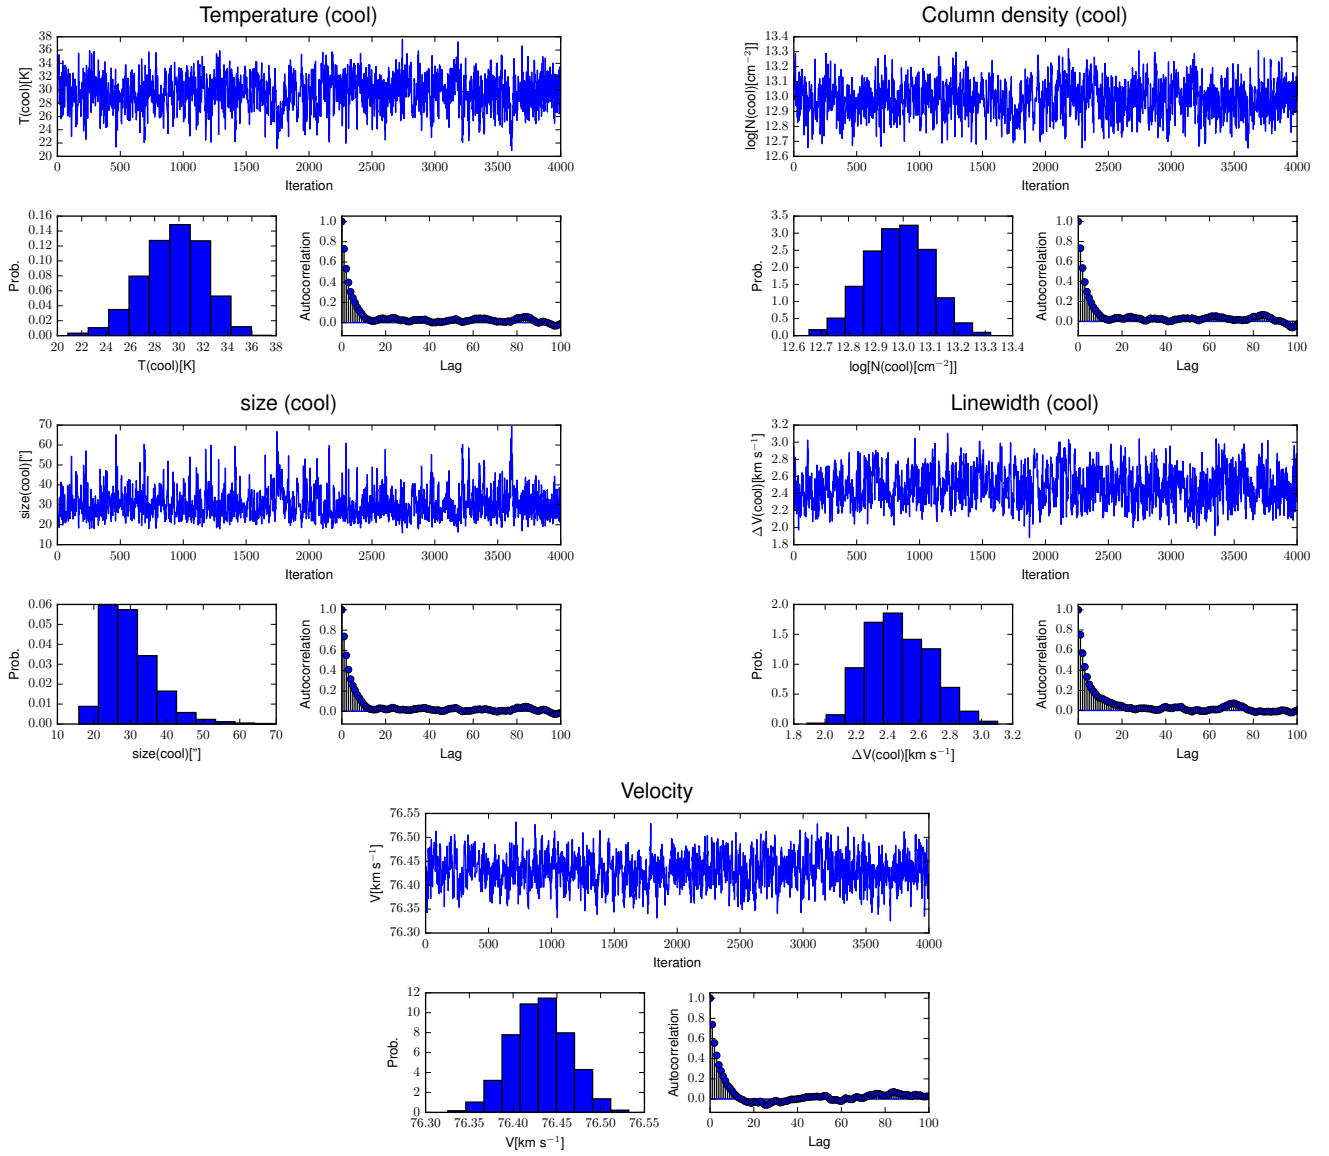 Temperature (cool)
Column density (cool)
38
36
34
32
30
28
26
24
22
20
T(cool)[K]
0 500 1000 1500 2000 2500 3000 3500 4000
Iteration
13.4
13.3
13.2
13.1
13.0
12.9
12.8
12.7
12.6
log[N(cool)[cm⁻²]]
0 500 1000 1500 2000 2500 3000 3500 4000
Iteration
0.16
0.14
0.12
0.10
0.08
0.06
0.04
0.02
0.00
Prob.
20 22 24 26 28 30 32 34 36 38
T(cool)[K]
1.0
0.8
0.6
0.4
0.2
0.0
Autocorrelation
0 20 40 60 80 100
Lag
3.5
3.0
2.5
2.0
1.5
1.0
0.5
0.0
Prob.
12.6 12.7 12.8 12.9 13.0 13.1 13.2 13.3 13.4
log[N(cool)[cm⁻²]]
1.0
0.8
0.6
0.4
0.2
0.0
Autocorrelation
0 20 40 60 80 100
Lag
size (cool)
Linewidth (cool)
70
60
50
40
30
20
10
size(cool)["]
0 500 1000 1500 2000 2500 3000 3500 4000
Iteration
3.2
3.0
2.8
2.6
2.4
2.2
2.0
1.8
ΔV(cool)[km s⁻¹]
0 500 1000 1500 2000 2500 3000 3500 4000
Iteration
0.06
0.05
0.04
0.03
0.02
0.01
0.00
Prob.
10 20 30 40 50 60 70
size(cool)["]
1.0
0.8
0.6
0.4
0.2
0.0
Autocorrelation
0 20 40 60 80 100
Lag
2.0
1.5
1.0
0.5
0.0
Prob.
1.8 2.0 2.2 2.4 2.6 2.8 3.0 3.2
ΔV(cool)[km s⁻¹]
1.0
0.8
0.6
0.4
0.2
0.0
Autocorrelation
0 20 40 60 80 100
Lag
Velocity
76.55
76.50
76.45
76.40
76.35
76.30
V[km s⁻¹]
0 500 1000 1500 2000 2500 3000 3500 4000
Iteration
12
10
8
6
4
2
0
Prob.
76.30 76.35 76.40 76.45 76.50 76.55
V[km s⁻¹]
1.0
0.8
0.6
0.4
0.2
0.0
Autocorrelation
0 20 40 60 80 100
Lag